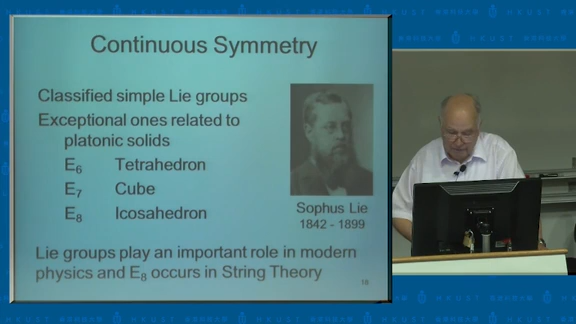 Continuous Symmetry
Classified simple Lie groups
Exceptional ones related to
platonic solids
E₆ Tetrahedron
E₇ Cube
E₈ Icosahedron
Sophus Lie
1842 - 1899
Lie groups play an important role in modern
physics and E₈ occurs in String Theory
18
HKUST